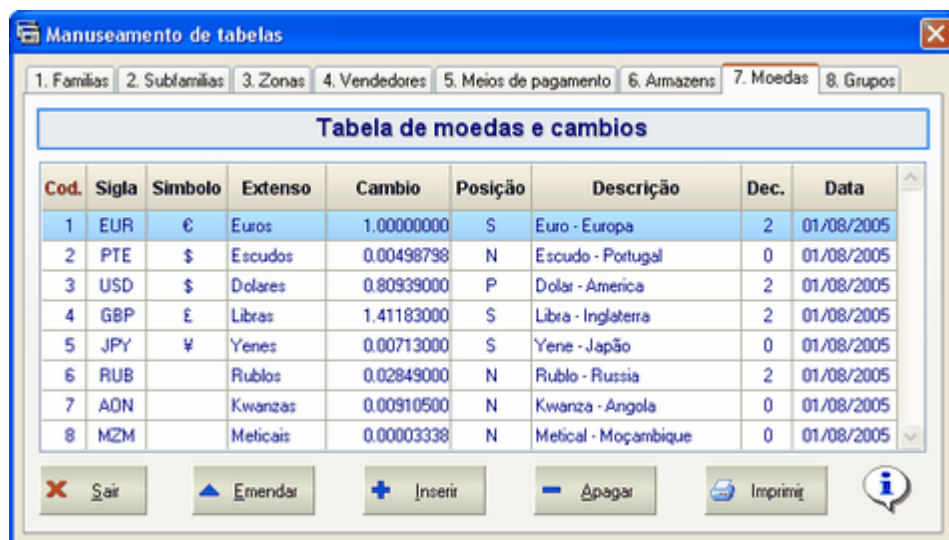 Manuseamento de tabelas
1. Familias 2. Subfamilias 3. Zonas 4. Vendedores 5. Meios de pagamento 6. Armazens 7. Moedas 8. Grupos
Tabela de moedas e cambios
Cod. Sigla Simbolo Extenso Cambio Posição Descrição Dec. Data
1 EUR € Euros 1.00000000 S Euro - Europa 2 01/08/2005
2 PTE $ Escudos 0.00498798 N Escudo - Portugal 0 01/08/2005
3 USD $ Dolares 0.80939000 P Dolar - America 2 01/08/2005
4 GBP £ Libras 1.41183000 S Libra - Inglaterra 2 01/08/2005
5 JPY ¥ Yenes 0.00713000 S Yene - Japão 0 01/08/2005
6 RUB Rublos 0.02849000 N Rublo - Russia 2 01/08/2005
7 AON Kwanzas 0.00910500 N Kwanza - Angola 0 01/08/2005
8 MZM Meticais 0.00003338 N Metical - Moçambique 0 01/08/2005
Sair Emendar Inserir Apagar Imprimir